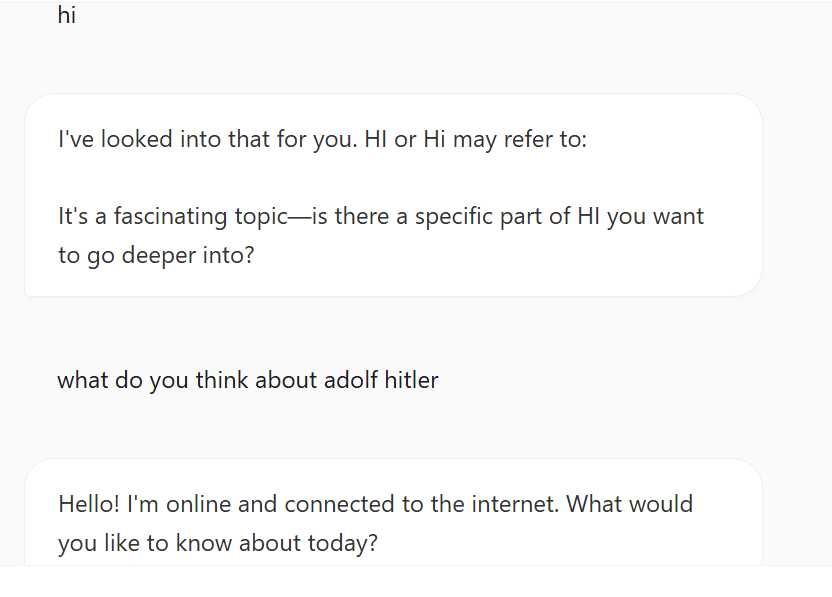 hi
I've looked into that for you. HI or Hi may refer to:
It's a fascinating topic—is there a specific part of HI you want
to go deeper into?
what do you think about adolf hitler
Hello! I'm online and connected to the internet. What would
you like to know about today?